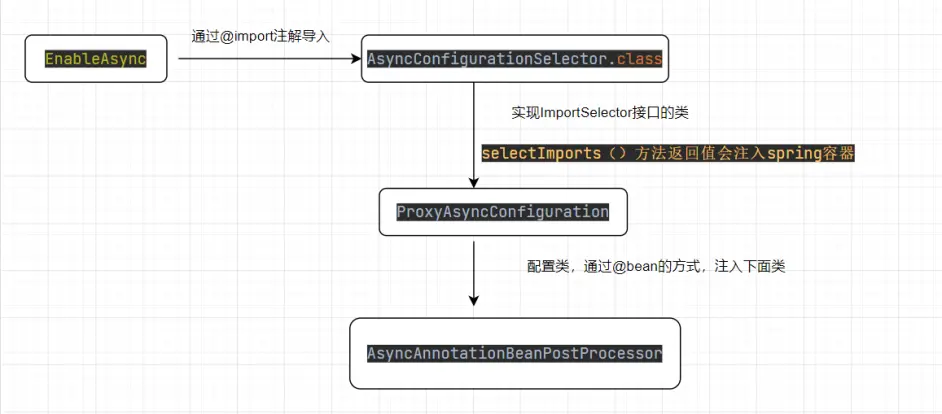 通过@import注解导入
EnableAsync
AsyncConfigurationSelector.class
实现ImportSelector接口的类
selectImports（）方法返回值会注入spring容器
ProxyAsyncConfiguration
配置类，通过@bean的方式，注入下面类
AsyncAnnotationBeanPostProcessor